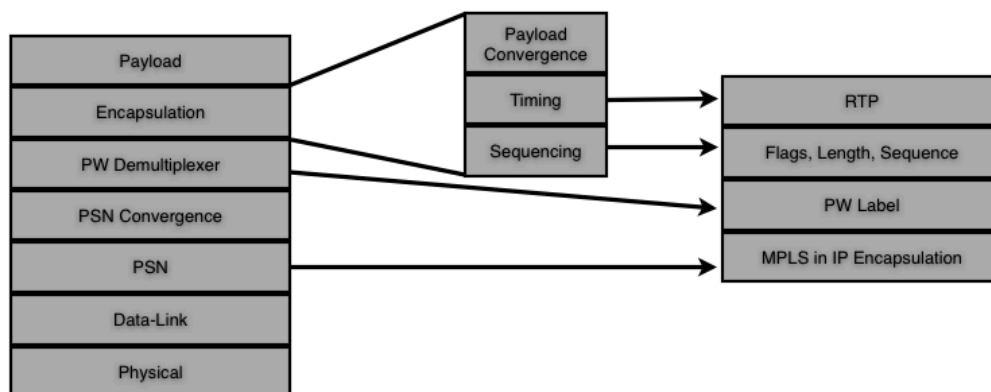 Payload
Encapsulation
PW Demultiplexer
PSN Convergence
PSN
Data-Link
Physical
Payload
Convergence
Timing
Sequencing
RTP
Flags, Length, Sequence
PW Label
MPLS in IP Encapsulation